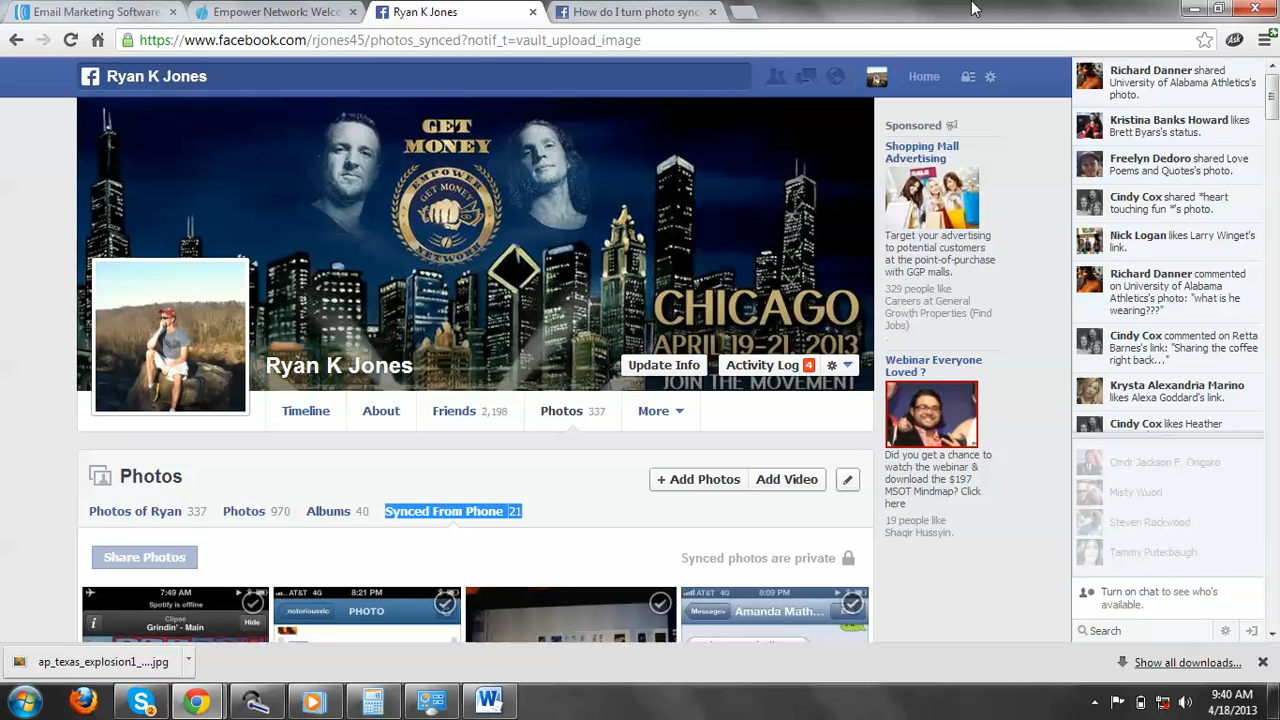 Email Marketing Software
Empower Network: Welco
Ryan K Jones
How do I turn photo sync
https://www.facebook.com/rjones45/photos_synced?notif_t=vault_upload_image
Ryan K Jones
Home
GET
MONEY
EMPOWER
GET MONEY
NETWORK
CHICAGO
APRIL 19-21, 2013
JOIN THE MOVEMENT
Ryan K Jones
Update Info
Activity Log 4
Timeline
About
Friends 2,198
Photos 337
More
Photos
+ Add Photos
Add Video
Photos of Ryan 337
Photos 970
Albums 40
Synced From Phone 21
Share Photos
Synced photos are private
7:49 AM
Spotify is offline
Clipse
Grindin' - Main
Hide
AT&T 4G
8:21 PM
_notoriousvic
PHOTO
AT&T 4G
8:09 PM
Messages
Amanda Math...
Sponsored
Shopping Mall
Advertising
SALE
Target your advertising
to potential customers
at the point-of-purchase
with GGP malls.
329 people like
Careers at General
Growth Properties (Find
Jobs)
.
Webinar Everyone
Loved ?
Did you get a chance to
watch the webinar &
download the $197
MSOT Mindmap? Click
here
19 people like
Shaqir Hussyin.
Richard Danner shared
University of Alabama Athletics's
photo.
Kristina Banks Howard likes
Brett Byars's status.
Freelyn Dedoro shared Love
Poems and Quotes's photo.
Cindy Cox shared *heart
touching fun *'s photo.
Nick Logan likes Larry Winget's
link.
Richard Danner commented
on University of Alabama
Athletics's photo: "what is he
wearing???"
Cindy Cox commented on Retta
Barnes's link: "Sharing the coffee
right back..."
Krysta Alexandria Marino
likes Alexa Goddard's link.
Cindy Cox likes Heather
Cmdr Jackson F. Ongoro
Misty Wuori
Steven Rockwood
Tammy Puterbaugh
Turn on chat to see who's
available.
Search
ap_texas_explosion1_....jpg
Show all downloads...
9:40 AM
4/18/2013